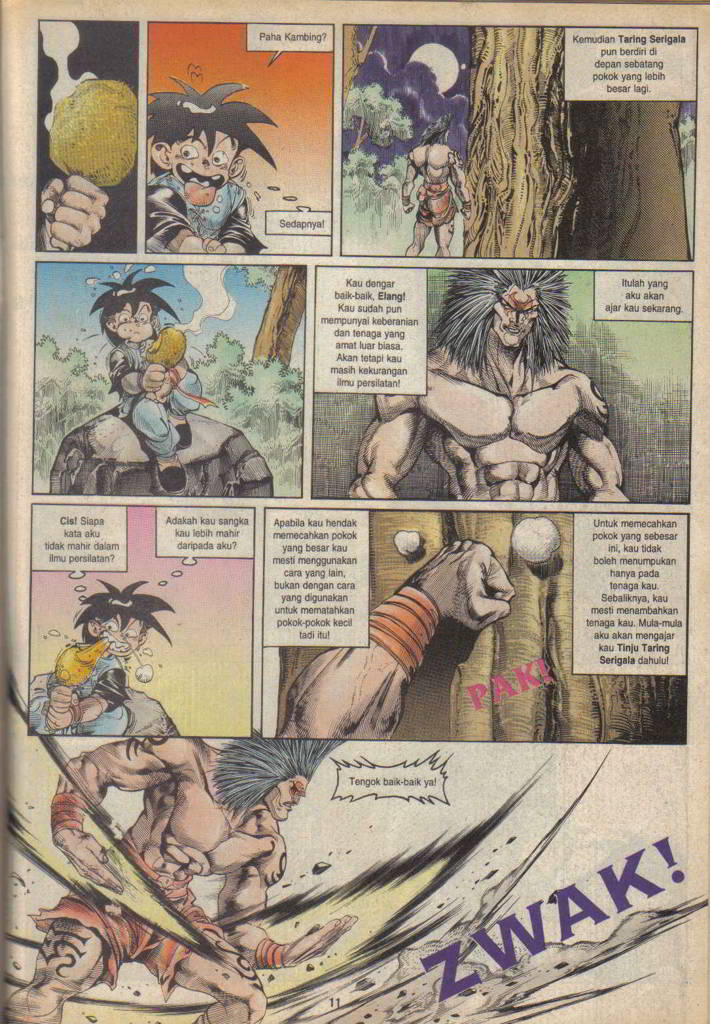 Paha Kambing?
Sedapnya!
Kemudian Taring Serigala
pun berdiri di
depan sebatang
pokok yang lebih
besar lagi.
Kau dengar
baik-baik, Elang!
Kau sudah pun
mempunyai keberanian
dan tenaga yang
amat luar biasa.
Akan tetapi kau
masih kekurangan
ilmu persilatan!
Itulah yang
aku akan
ajar kau sekarang.
Cis! Siapa
kata aku
tidak mahir dalam
ilmu persilatan?
Adakah kau sangka
kau lebih mahir
daripada aku?
Apabila kau hendak
memecahkan pokok
yang besar kau
mesti menggunakan
cara yang lain,
bukan dengan cara
yang digunakan
untuk mematahkan
pokok-pokok kecil
tadi itu!
PAK!
Untuk memecahkan
pokok yang sebesar
ini, kau tidak
boleh menumpukan
hanya pada
tenaga kau.
Sebaliknya, kau
mesti menambahkan
tenaga kau. Mula-mula
aku akan mengajar
kau Tinju Taring
Serigala dahulu!
Tengok baik-baik ya!
ZWAK!
11